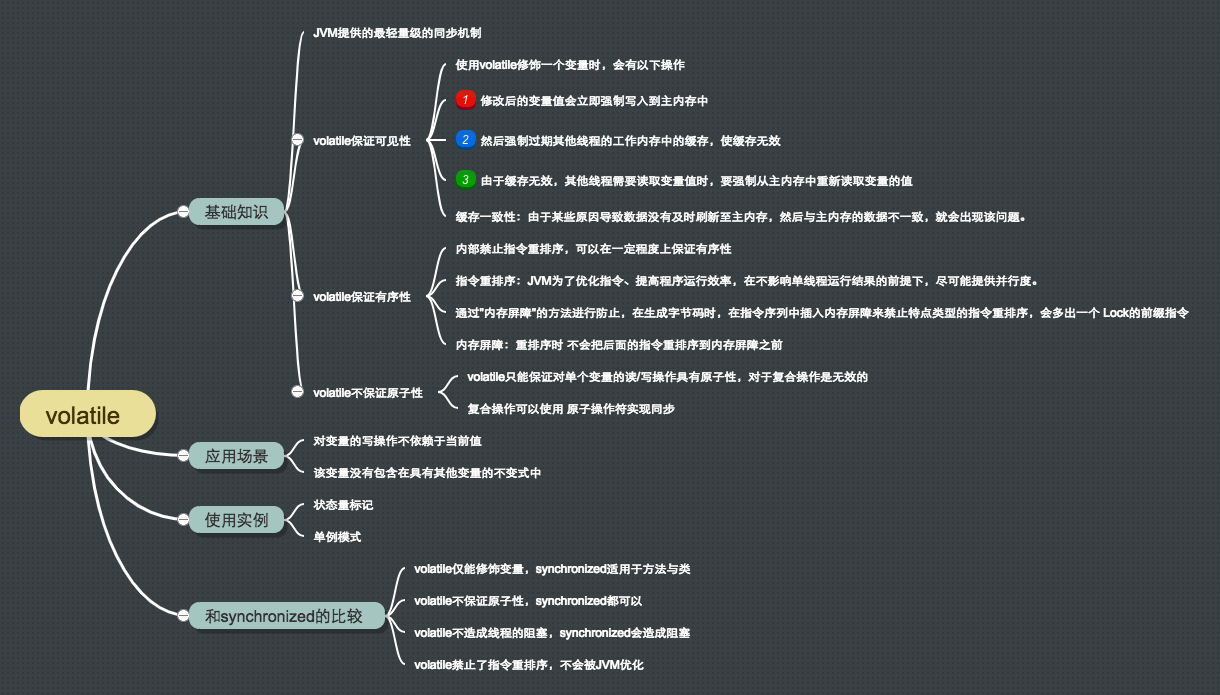 volatile
基础知识
JVM提供的最轻量级的同步机制
volatile保证可见性
使用volatile修饰一个变量时，会有以下操作
1 修改后的变量值会立即强制写入到主内存中
2 然后强制过期其他线程的工作内存中的缓存，使缓存无效
3 由于缓存无效，其他线程需要读取变量值时，要强制从主内存中重新读取变量的值
缓存一致性：由于某些原因导致数据没有及时刷新至主内存，然后与主内存的数据不一致，就会出现该问题。
volatile保证有序性
内部禁止指令重排序，可以在一定程度上保证有序性
指令重排序：JVM为了优化指令、提高程序运行效率，在不影响单线程运行结果的前提下，尽可能提供并行度。
通过"内存屏障"的方法进行防止，在生成字节码时，在指令序列中插入内存屏障来禁止特点类型的指令重排序，会多出一个 Lock的前缀指令
内存屏障：重排序时 不会把后面的指令重排序到内存屏障之前
volatile不保证原子性
volatile只能保证对单个变量的读/写操作具有原子性，对于复合操作是无效的
复合操作可以使用 原子操作符实现同步
应用场景
对变量的写操作不依赖于当前值
该变量没有包含在具有其他变量的不变式中
使用实例
状态量标记
单例模式
和synchronized的比较
volatile仅能修饰变量，synchronized适用于方法与类
volatile不保证原子性，synchronized都可以
volatile不造成线程的阻塞，synchronized会造成阻塞
volatile禁止了指令重排序，不会被JVM优化